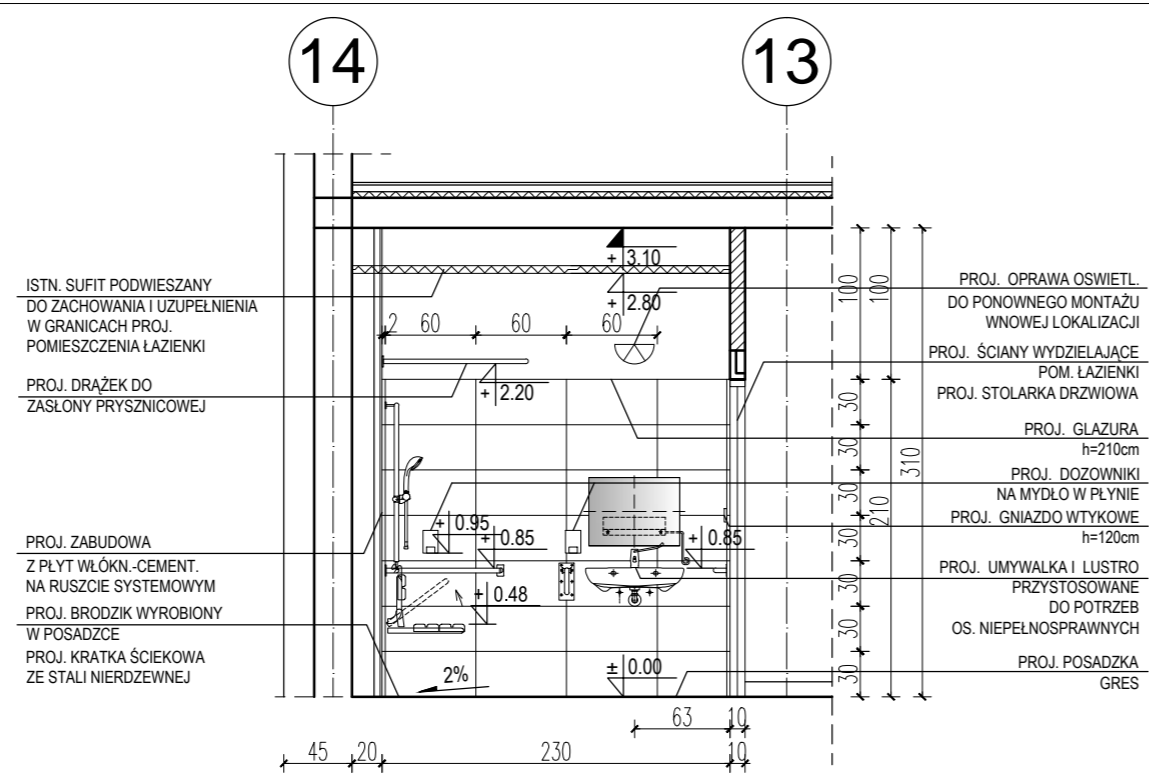 14
13
ISTN. SUFIT PODWIESZANY
DO ZACHOWANIA I UZUPEŁNIENIA
W GRANICACH PROJ.
POMIESZCZENIA ŁAZIENKI
PROJ. DRĄŻEK DO
ZASŁONY PRYSZNICOWEJ
PROJ. ZABUDOWA
Z PŁYT WŁÓKN.-CEMENT.
NA RUSZCIE SYSTEMOWYM
PROJ. BRODZIK WYROBIONY
W POSADZCE
PROJ. KRATKA ŚCIEKOWA
ZE STALI NIERDZEWNEJ
+ 3.10
+ 2.80
2 60 60 60
+ 2.20
+ 0.95
+ 0.85
+ 0.85
+ 0.48
± 0.00
2%
63 10
45 20 230 10
100
100
30
30
30
30
30
30
30
210
310
PROJ. OPRAWA OSWIETL.
DO PONOWNEGO MONTAŻU
WNOWEJ LOKALIZACJI
PROJ. ŚCIANY WYDZIELAJĄCE
POM. ŁAZIENKI
PROJ. STOLARKA DRZWIOWA
PROJ. GLAZURA
h=210cm
PROJ. DOZOWNIKI
NA MYDŁO W PŁYNIE
PROJ. GNIAZDO WTYKOWE
h=120cm
PROJ. UMYWALKA I LUSTRO
PRZYSTOSOWANE
DO POTRZEB
OS. NIEPEŁNOSPRAWNYCH
PROJ. POSADZKA
GRES